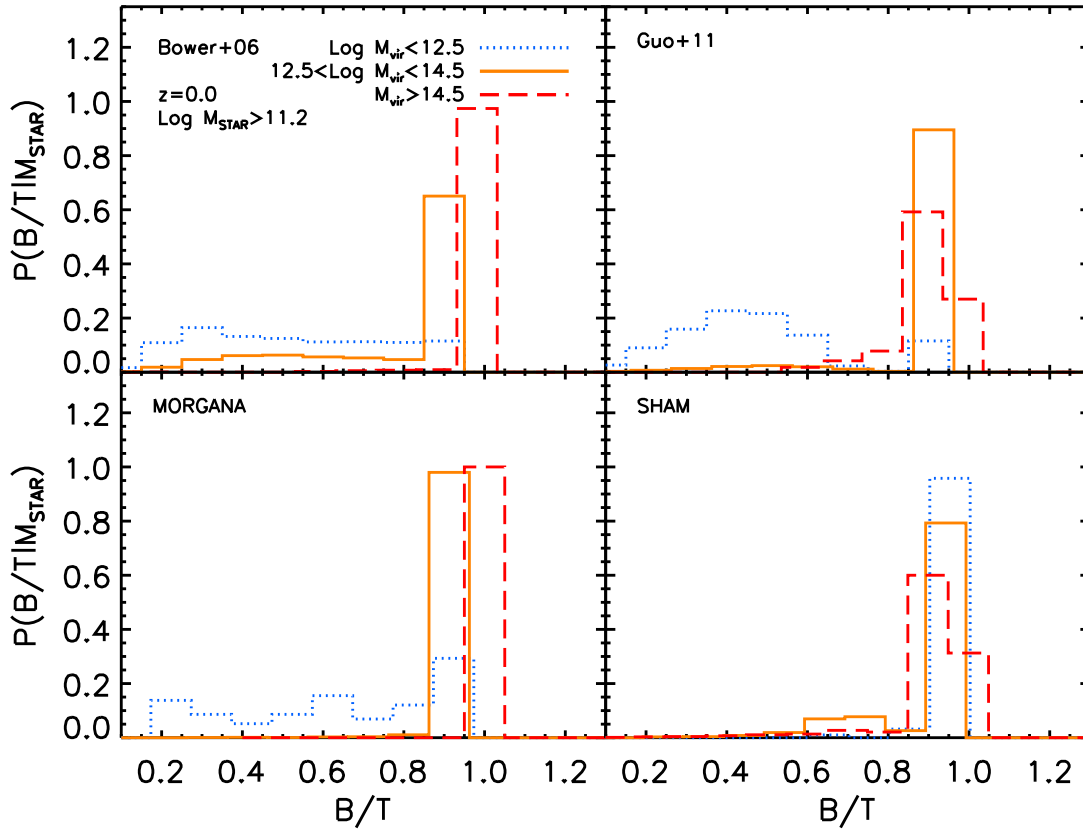 Bower+06
Log M_vir<12.5
12.5<Log M_vir<14.5
z=0.0
M_vir>14.5
Log M_STAR>11.2
Guo+11
P(B/T|M_STAR)
1.2
1.0
0.8
0.6
0.4
0.2
0.0
MORGANA
SHAM
P(B/T|M_STAR)
1.2
1.0
0.8
0.6
0.4
0.2
0.0
0.2 0.4 0.6 0.8 1.0 1.2
0.2 0.4 0.6 0.8 1.0 1.2
B/T
B/T